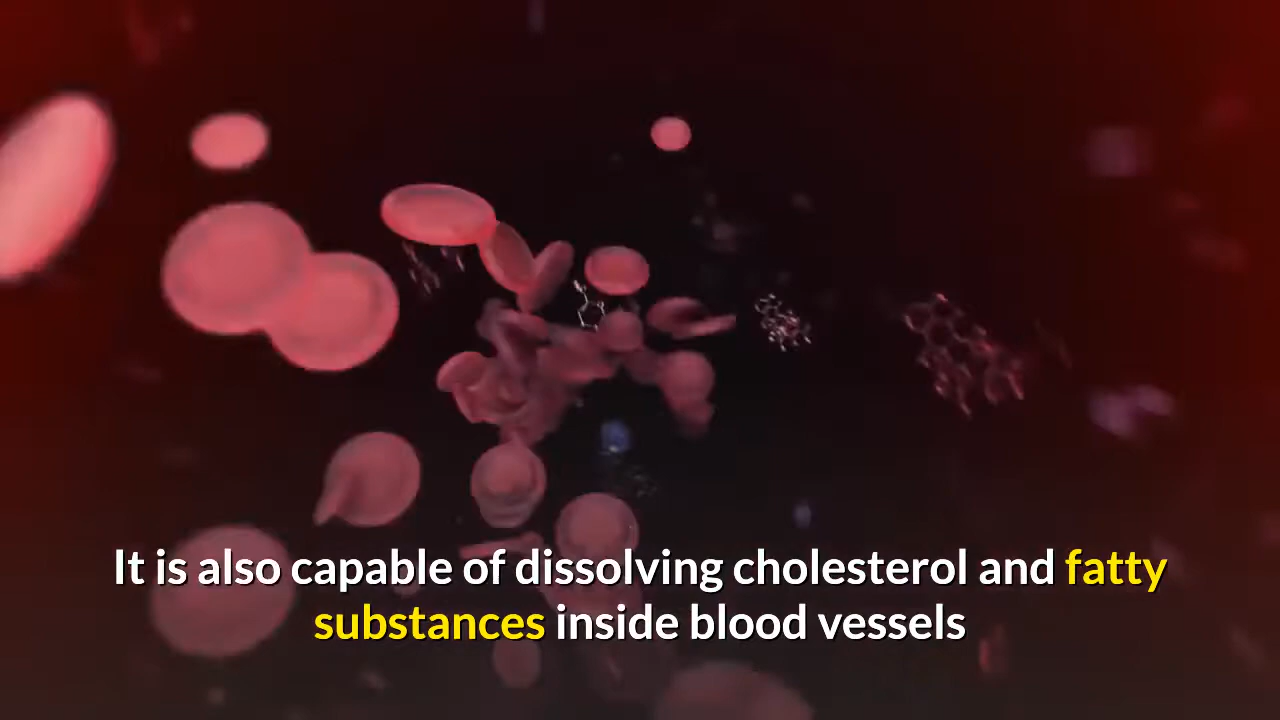 It is also capable of dissolving cholesterol and fatty
substances inside blood vessels